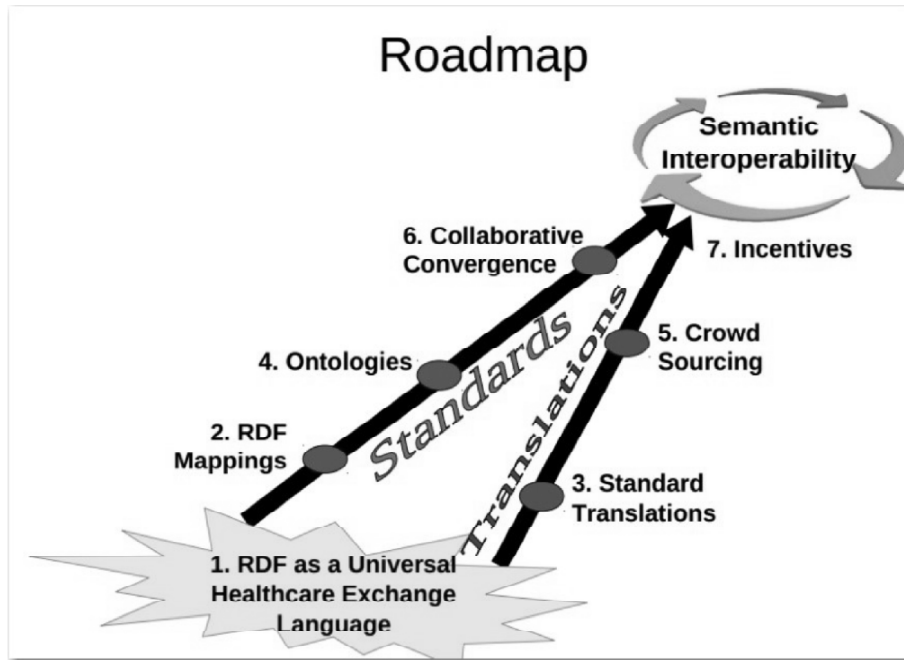 Roadmap
Semantic
Interoperability
6. Collaborative
Convergence
7. Incentives
4. Ontologies
Standards
Translations
5. Crowd
Sourcing
2. RDF
Mappings
3. Standard
Translations
1. RDF as a Universal
Healthcare Exchange
Language